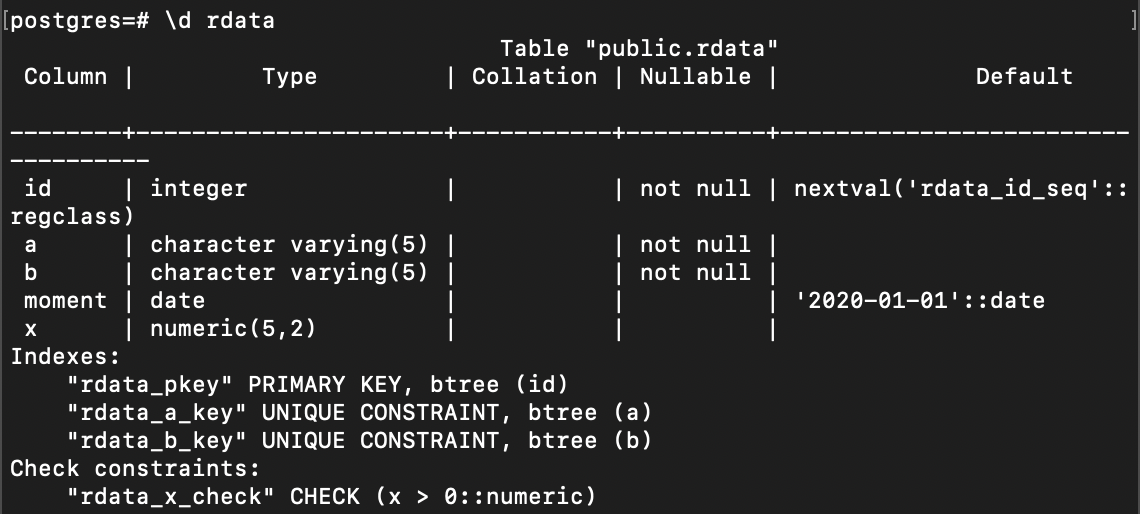 [postgres=# \d rdata ]
Table "public.rdata"
Column | Type | Collation | Nullable | Default
--------+----------------------+-----------+----------+-------------------------
----------
id | integer | | not null | nextval('rdata_id_seq'::
regclass)
a | character varying(5) | | not null |
b | character varying(5) | | not null |
moment | date | | | '2020-01-01'::date
x | numeric(5,2) | | |
Indexes:
"rdata_pkey" PRIMARY KEY, btree (id)
"rdata_a_key" UNIQUE CONSTRAINT, btree (a)
"rdata_b_key" UNIQUE CONSTRAINT, btree (b)
Check constraints:
"rdata_x_check" CHECK (x > 0::numeric)